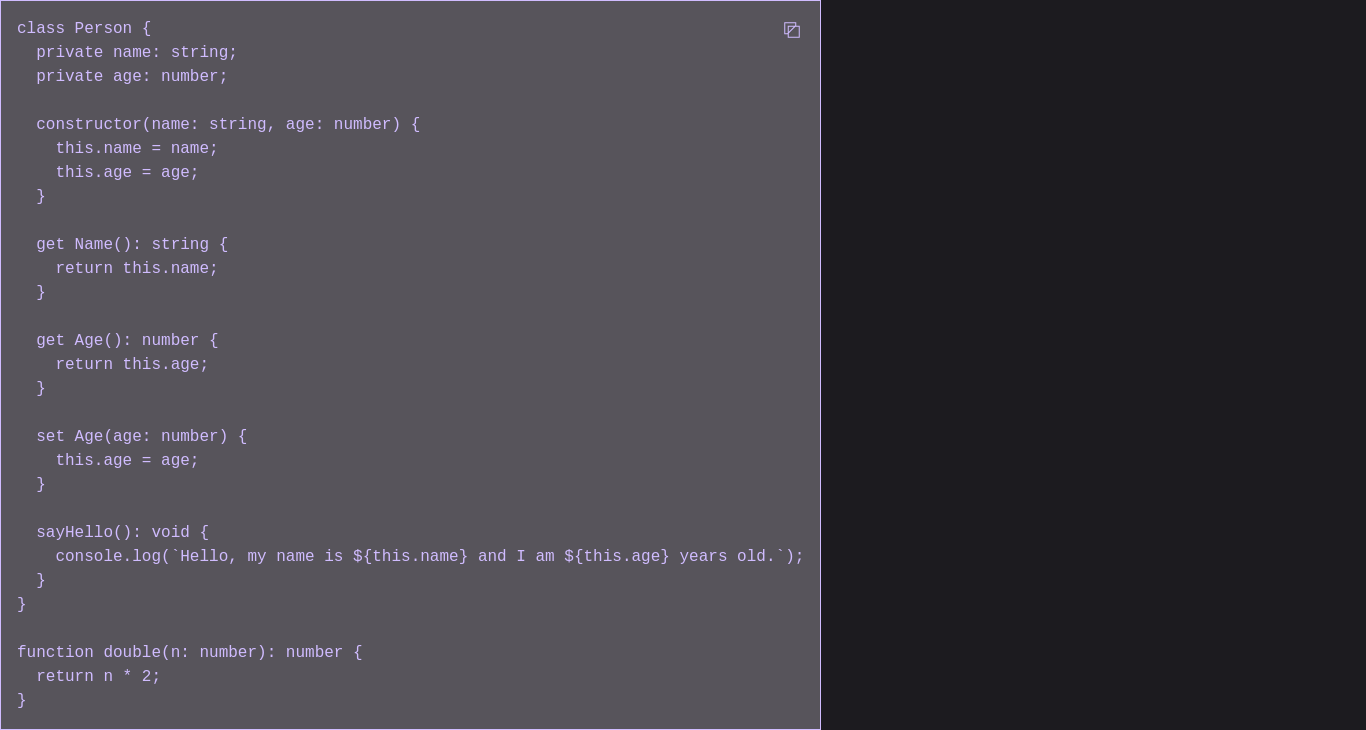 class Person {
  private name: string;
  private age: number;

  constructor(name: string, age: number) {
    this.name = name;
    this.age = age;
  }

  get Name(): string {
    return this.name;
  }

  get Age(): number {
    return this.age;
  }

  set Age(age: number) {
    this.age = age;
  }

  sayHello(): void {
    console.log(`Hello, my name is ${this.name} and I am ${this.age} years old.`);
  }
}

function double(n: number): number {
  return n * 2;
}